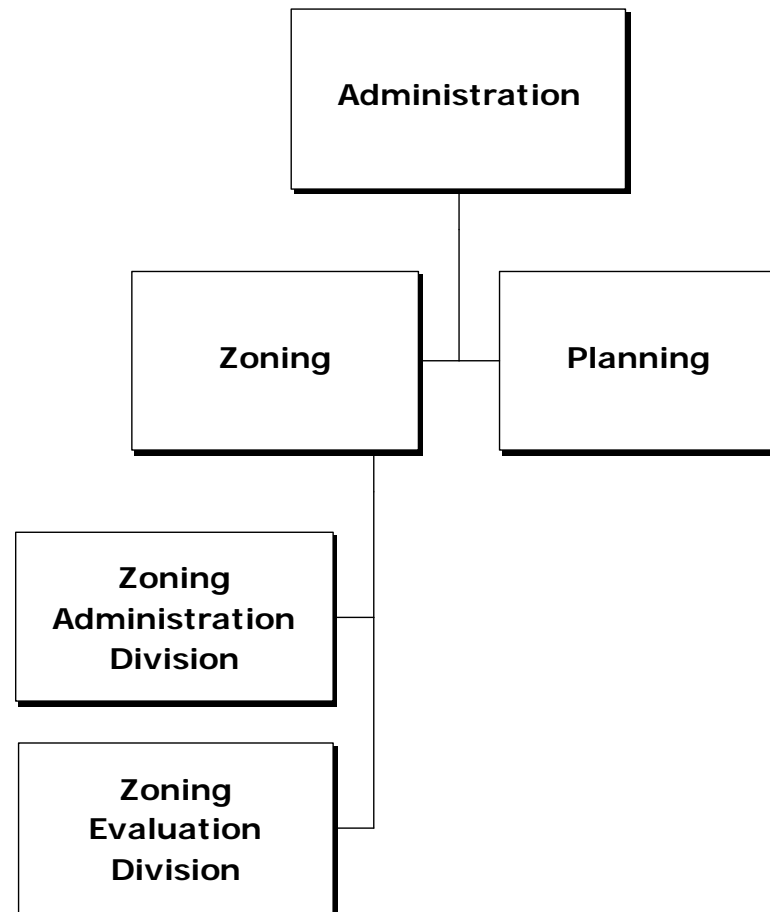 Administration
Zoning
Planning
Zoning
Administration
Division
Zoning
Evaluation
Division